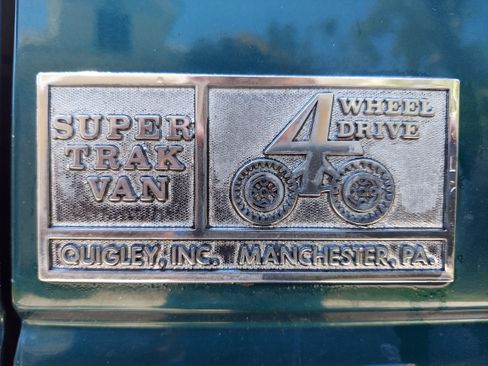 SUPER
TRAK
VAN
4 WHEEL
DRIVE
QUIGLEY, INC. MANCHESTER, PA.